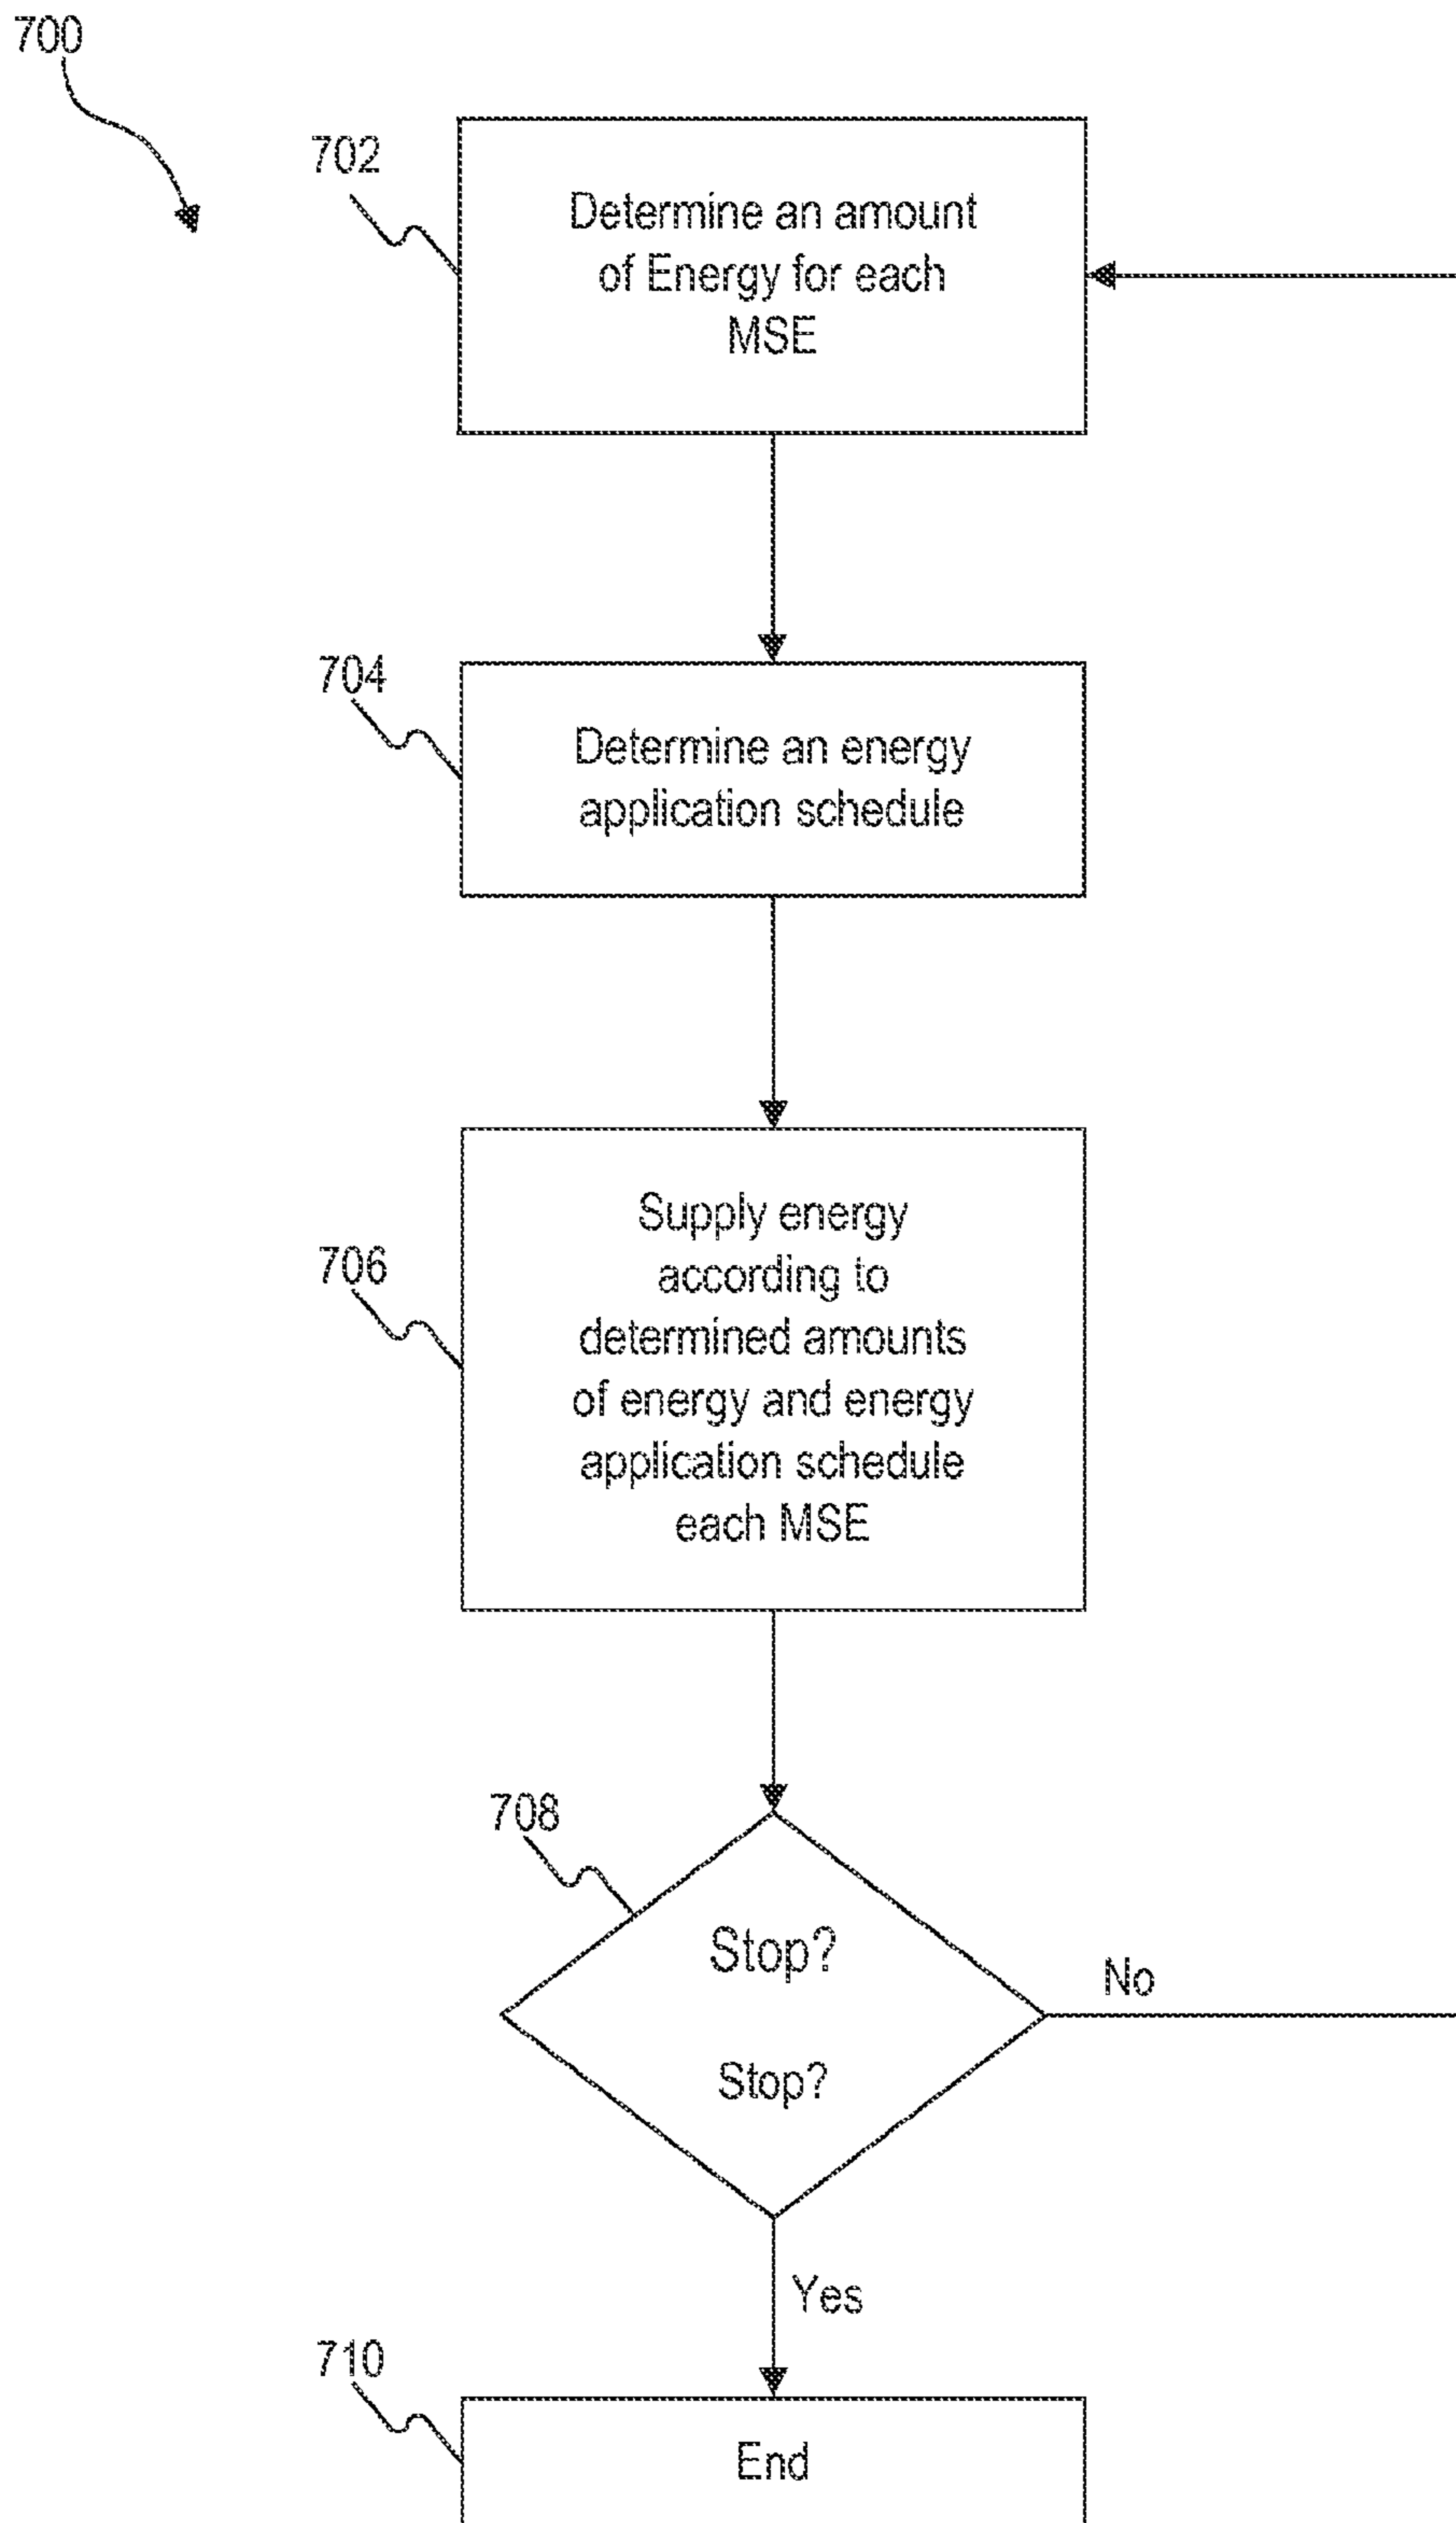 700
702
Determine an amount
of Energy for each
MSE
704
Determine an energy
application schedule
706
Supply energy
according to
determined amounts
of energy and energy
application schedule
each MSE
708
Stop?
No
Stop?
Yes
710
End